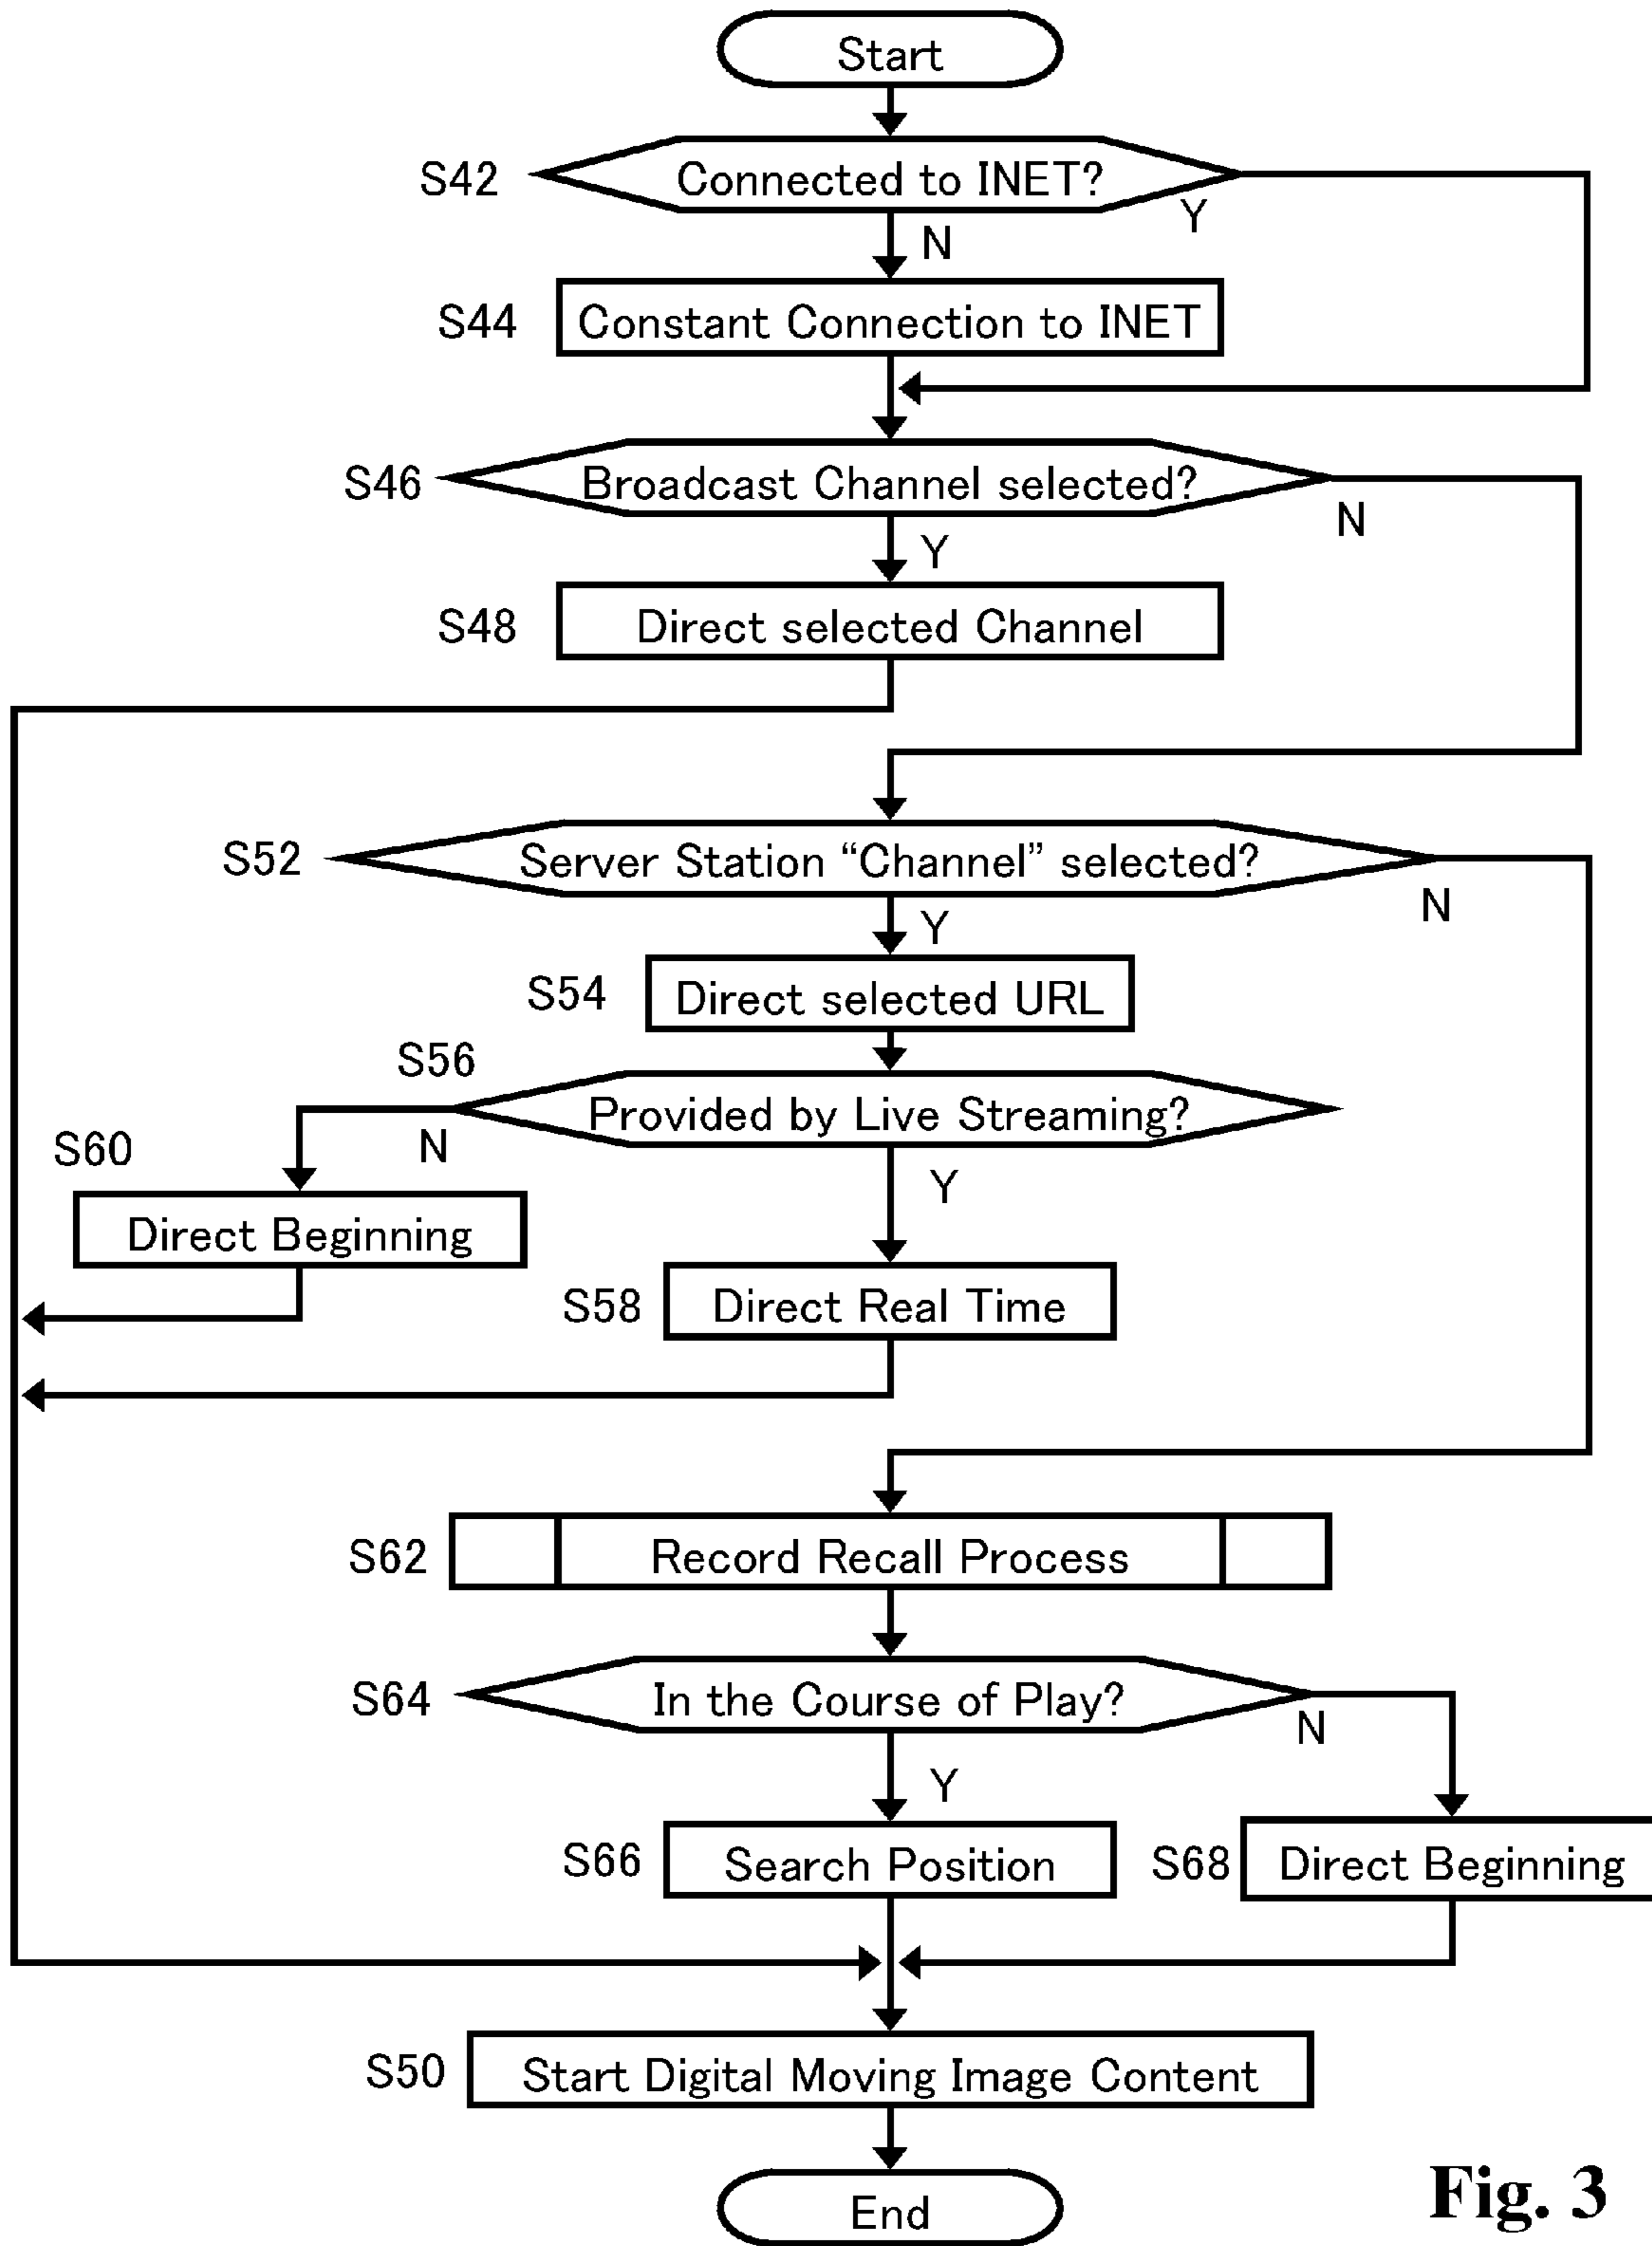 Start
S42
Connected to INET?
Y
N
S44
Constant Connection to INET
S46
Broadcast Channel selected?
N
Y
S48
Direct selected Channel
S52
Server Station “Channel” selected?
N
Y
S54
Direct selected URL
S56
Provided by Live Streaming?
N
Y
S60
Direct Beginning
S58
Direct Real Time
S62
Record Recall Process
S64
In the Course of Play?
N
Y
S66
Search Position
S68
Direct Beginning
S50
Start Digital Moving Image Content
End
Fig. 3